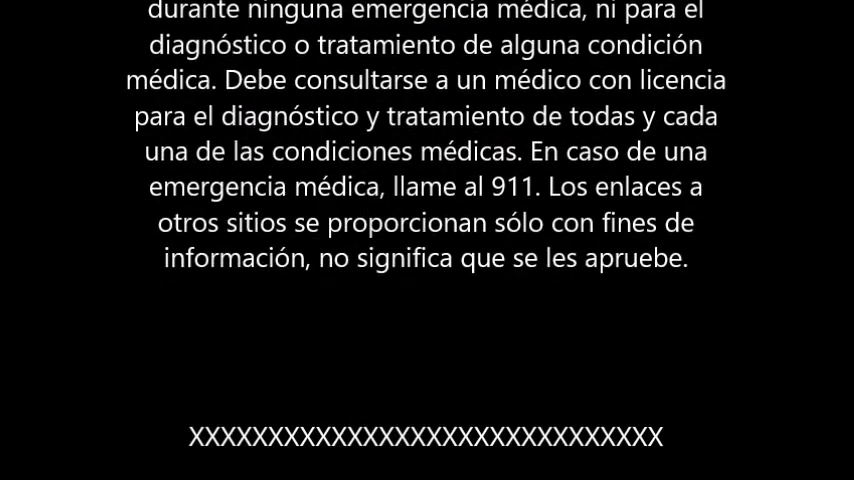 durante ninguna emergencia médica, ni para el
diagnóstico o tratamiento de alguna condición
médica. Debe consultarse a un médico con licencia
para el diagnóstico y tratamiento de todas y cada
una de las condiciones médicas. En caso de una
emergencia médica, llame al 911. Los enlaces a
otros sitios se proporcionan sólo con fines de
información, no significa que se les apruebe.
XXXXXXXXXXXXXXXXXXXXXXXXXXXXXX